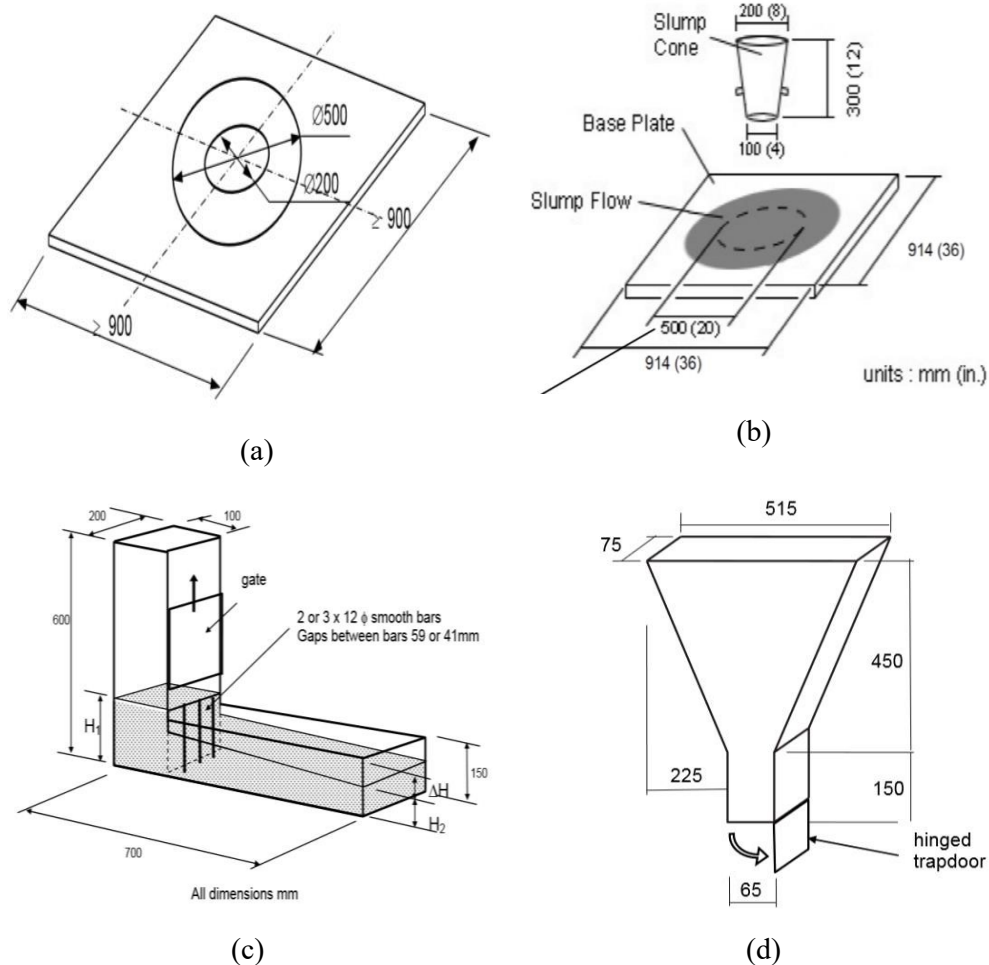 Ø500
Ø200
≥ 900
≥ 900
(a)
200 (8)
Slump
Cone
300 (12)
100 (4)
Base Plate
Slump Flow
914 (36)
500 (20)
914 (36)
units : mm (in.)
(b)
200
100
gate
600
2 or 3 x 12 ϕ smooth bars
Gaps between bars 59 or 41mm
H₁
150
ΔH
H₂
700
All dimensions mm
(c)
515
75
450
225
150
hinged
trapdoor
65
(d)